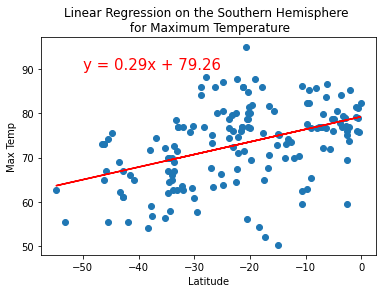 Linear Regression on the Southern Hemisphere
for Maximum Temperature
y = 0.29x + 79.26
90
80
70
60
50
Max Temp
−50
−40
−30
−20
−10
0
Latitude